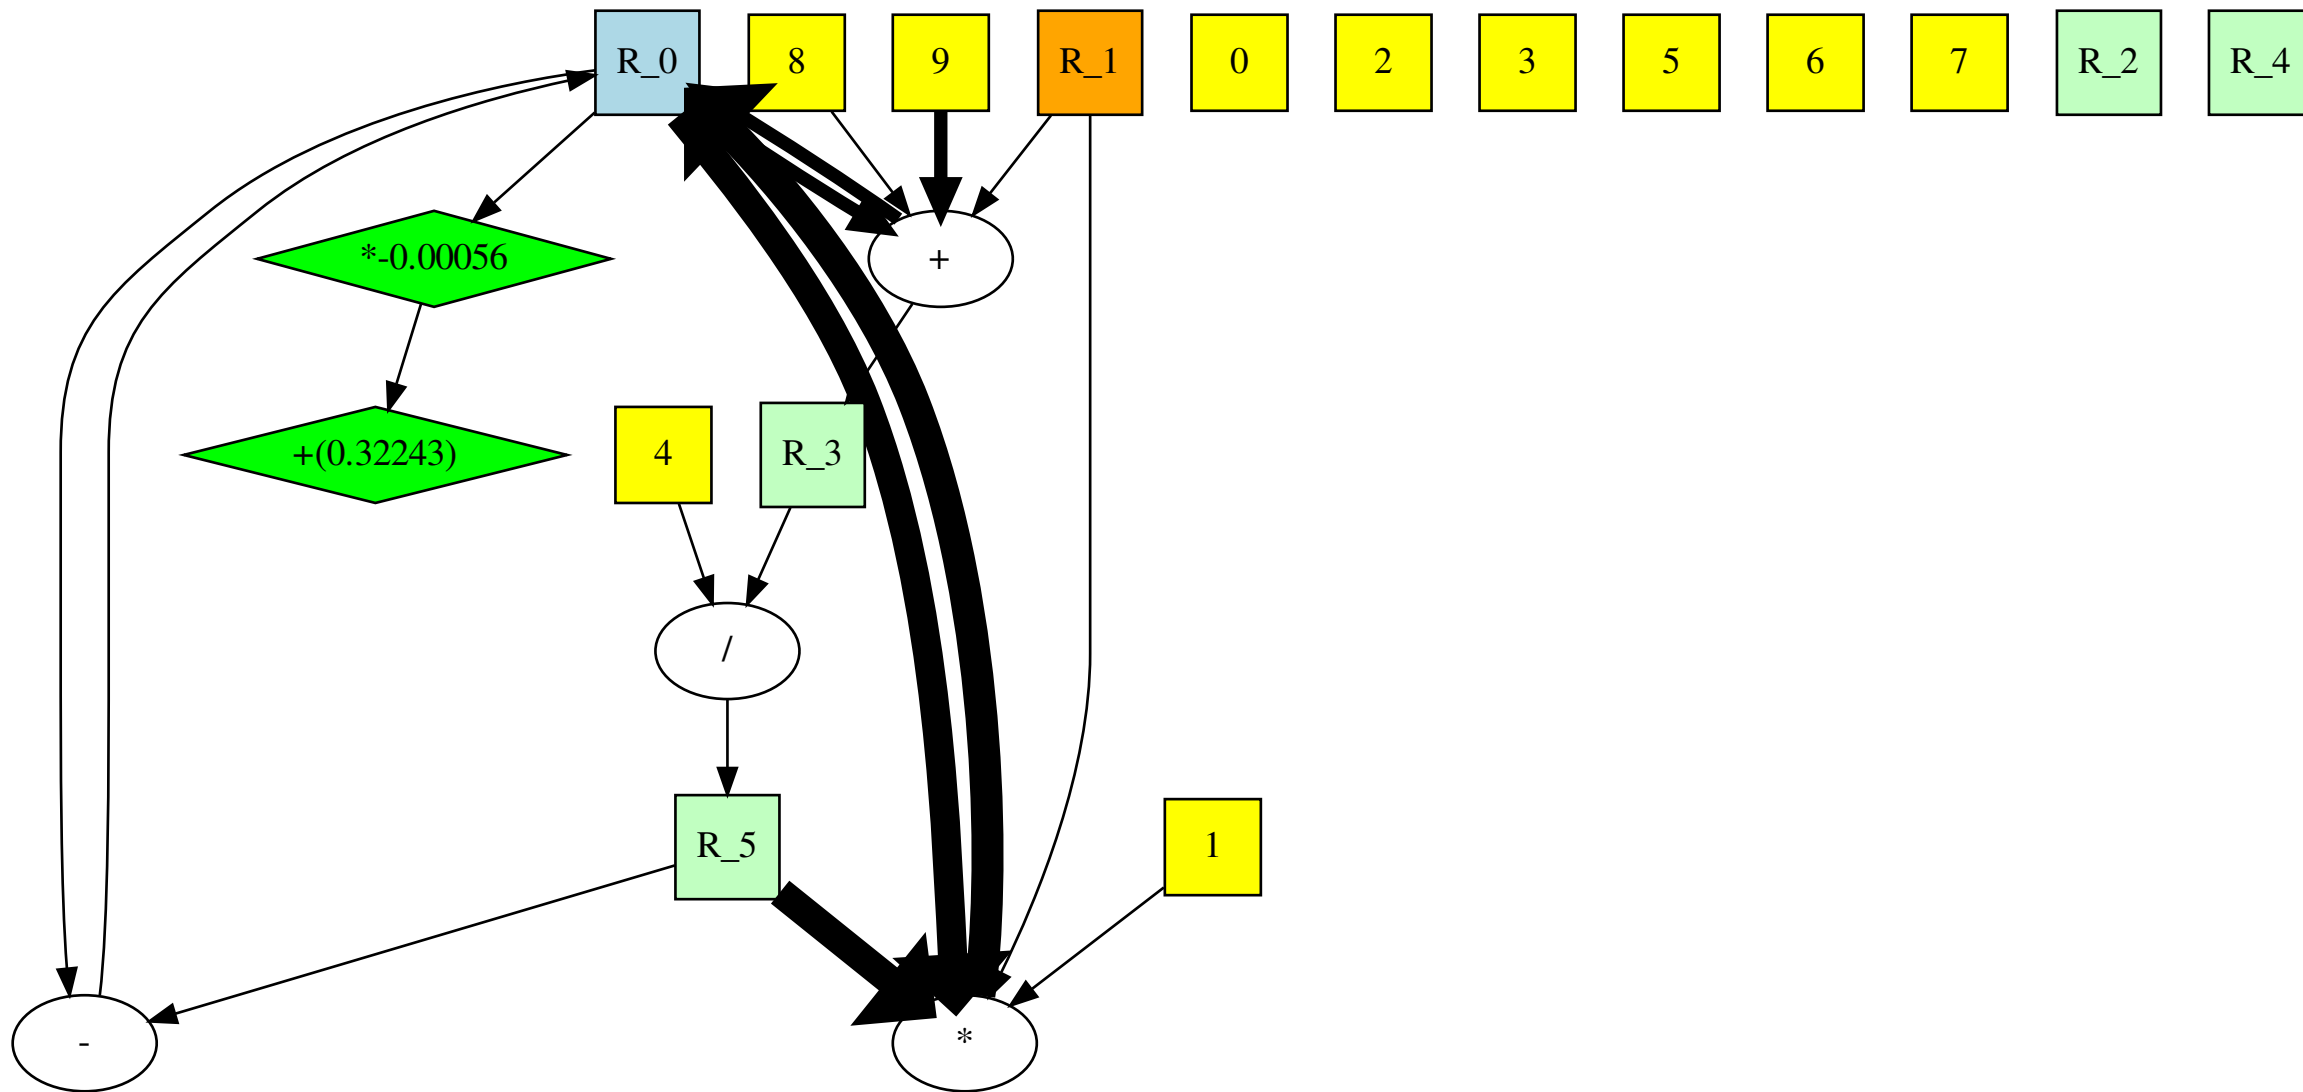 R_0 8 9 R_1 0 2 3 5 6 7 R_2 R_4
*-0.00056 +
+(0.32243) 4 R_3
/
R_5 1
- *